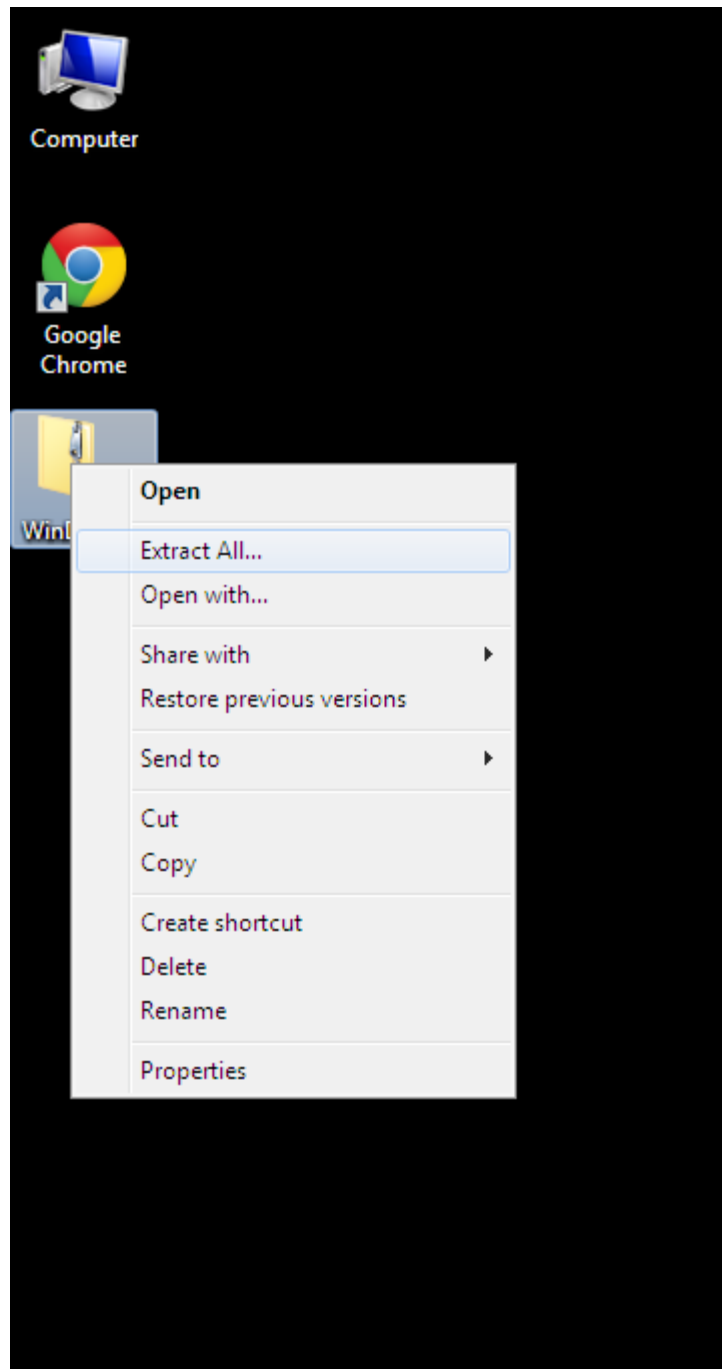 Computer
Google
Chrome
Open
Extract All...
Open with...
Share with
Restore previous versions
Send to
Cut
Copy
Create shortcut
Delete
Rename
Properties